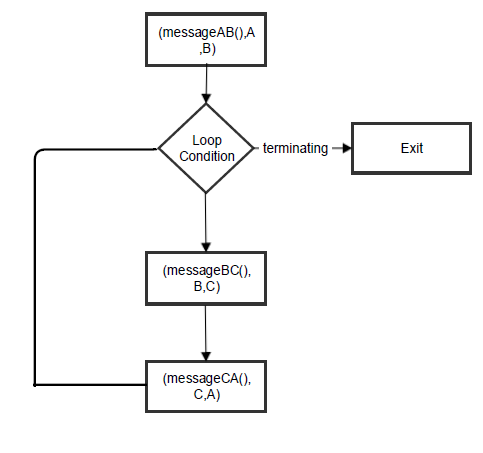 (messageAB(),A
,B)
Loop
Condition
terminating
Exit
(messageBC(),
B,C)
(messageCA(),
C,A)